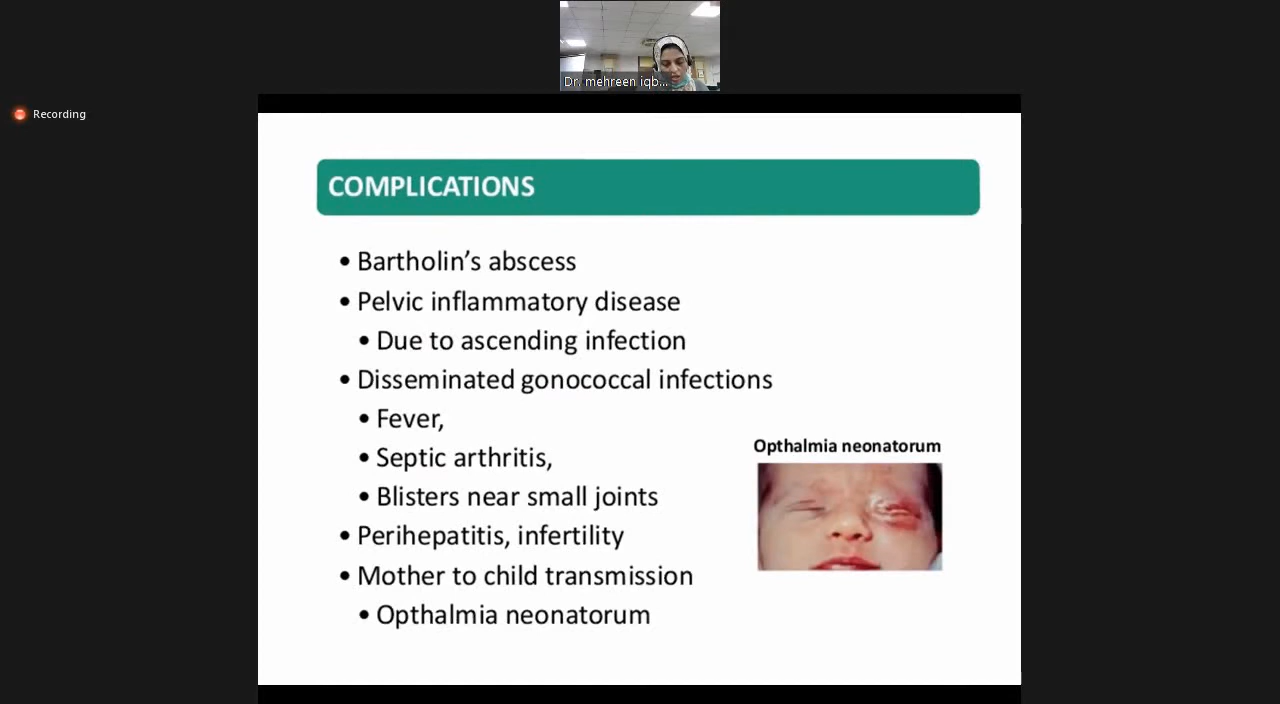 Dr. mehreen iqb...
Recording
COMPLICATIONS
• Bartholin’s abscess
• Pelvic inflammatory disease
• Due to ascending infection
• Disseminated gonococcal infections
• Fever,
• Septic arthritis,
• Blisters near small joints
• Perihepatitis, infertility
• Mother to child transmission
• Opthalmia neonatorum
Opthalmia neonatorum